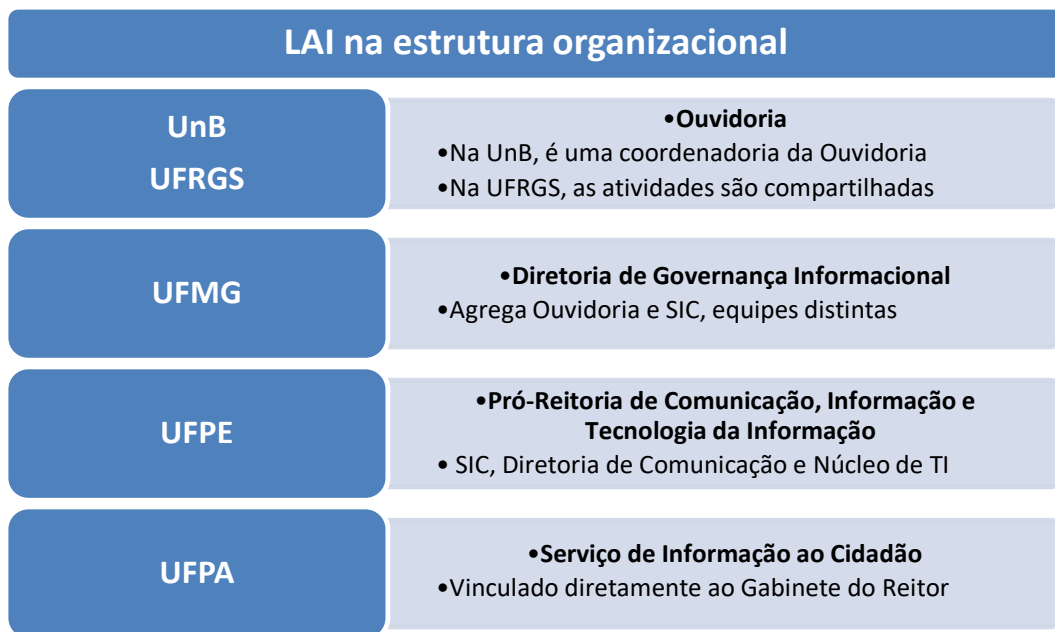 LAI na estrutura organizacional
UnB
UFRGS
•Ouvidoria
•Na UnB, é uma coordenadoria da Ouvidoria
•Na UFRGS, as atividades são compartilhadas
UFMG
•Diretoria de Governança Informacional
•Agrega Ouvidoria e SIC, equipes distintas
UFPE
•Pró-Reitoria de Comunicação, Informação e
Tecnologia da Informação
• SIC, Diretoria de Comunicação e Núcleo de TI
UFPA
•Serviço de Informação ao Cidadão
•Vinculado diretamente ao Gabinete do Reitor